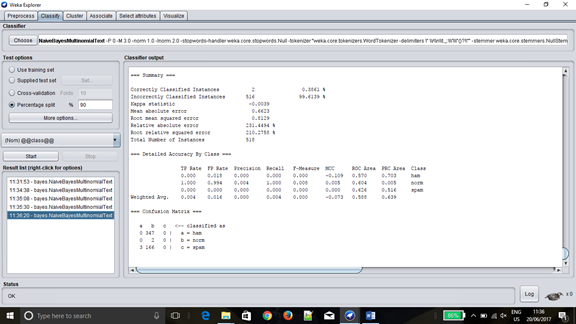 Weka Explorer
Preprocess Classify Cluster Associate Select attributes Visualize
Classifier
Choose NaiveBayesMultinomialText -P 0 -M 3.0 -norm 1.0 -lnorm 2.0 -stopwords-handler weka.core.stopwords.Null -tokenizer "weka.core.tokenizers.WordTokenizer -delimiters -stemmer weka.core.stemmers.NullStem
Test options
Use training set
Supplied test set Set...
Cross-validation Folds 10
Percentage split % 90
More options...
(Nom) @@class@@
Start Stop
Result list (right-click for options)
11:31:53 - bayes.NaiveBayesMultinomialText
11:34:38 - bayes.NaiveBayesMultinomialText
11:35:08 - bayes.NaiveBayesMultinomialText
11:35:30 - bayes.NaiveBayesMultinomialText
11:36:20 - bayes.NaiveBayesMultinomialText
Classifier output
=== Summary ===
Correctly Classified Instances 2 0.3861 %
Incorrectly Classified Instances 516 99.6139 %
Kappa statistic -0.0039
Mean absolute error 0.6623
Root mean squared error 0.8129
Relative absolute error 231.4494 %
Root relative squared error 210.2758 %
Total Number of Instances 518
=== Detailed Accuracy By Class ===
TP Rate FP Rate Precision Recall F-Measure MCC ROC Area PRC Area Class
0.000 0.018 0.000 0.000 0.000 -0.109 0.570 0.703 ham
1.000 0.994 0.004 1.000 0.008 0.005 0.604 0.005 norm
0.000 0.000 0.000 0.000 0.000 0.000 0.626 0.516 spam
Weighted Avg. 0.004 0.016 0.000 0.004 0.000 -0.073 0.588 0.639
=== Confusion Matrix ===
a b c <-- classified as
0 347 0 | a = ham
0 2 0 | b = norm
3 166 0 | c = spam
Status
OK
Log
x 0
Type here to search
88%
ENG
US
11:36
20/06/2017